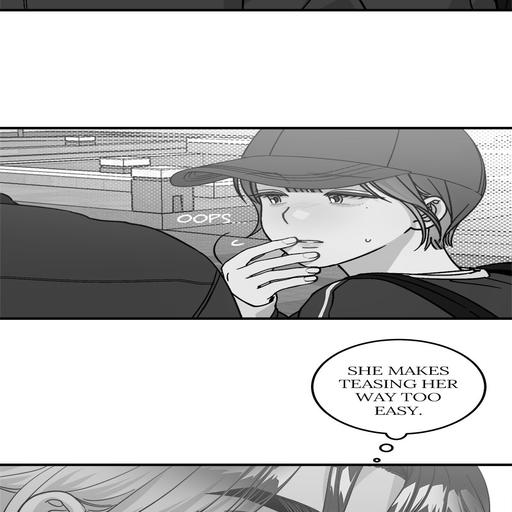 OOPS.
SHE MAKES
TEASING HER
WAY TOO
EASY.